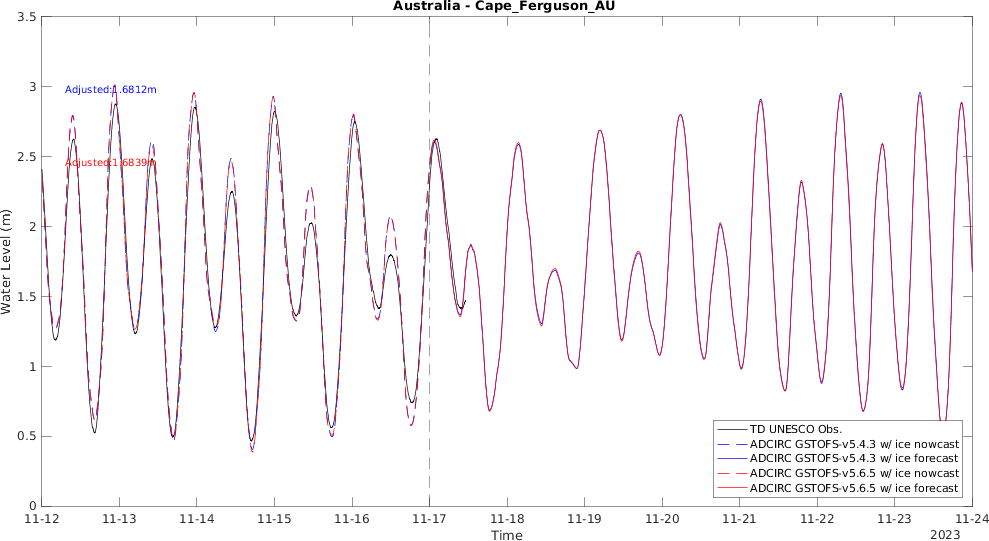 Australia - Cape_Ferguson_AU
3.5
3
2.5
2
1.5
1
0.5
0
Water Level (m)
Adjusted:1.6812m
Adjusted:1.6839m
TD UNESCO Obs.
ADCIRC GSTOFS-v5.4.3 w/ ice nowcast
ADCIRC GSTOFS-v5.4.3 w/ ice forecast
ADCIRC GSTOFS-v5.6.5 w/ ice nowcast
ADCIRC GSTOFS-v5.6.5 w/ ice forecast
11-12 11-13 11-14 11-15 11-16 11-17 11-18 11-19 11-20 11-21 11-22 11-23 11-24
Time
2023